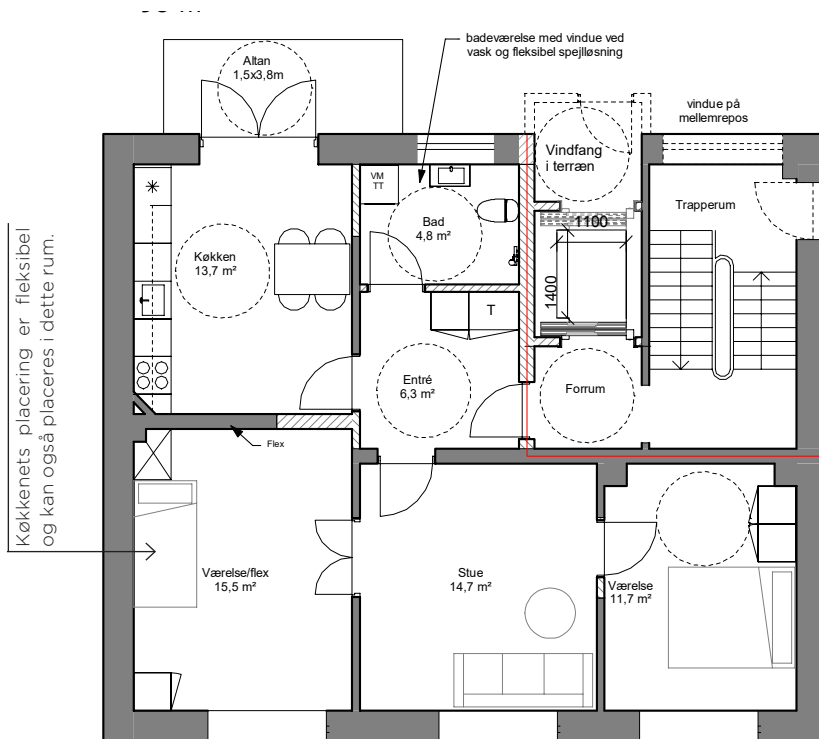 Altan
1,5x3,8m
badeværelse med vindue ved
vask og fleksibel spejlløsning
vindue på
mellemrepos
Vindfang
i terræn
VM
TT
Trapperum
Bad
4,8 m²
1100
Køkken
13,7 m²
1400
T
Entré
6,3 m²
Forrum
Flex
Køkkenets placering er fleksibel
og kan også placeres i dette rum.
Værelse/flex
15,5 m²
Stue
14,7 m²
Værelse
11,7 m²